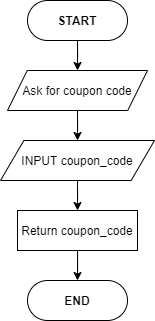 START
Ask for coupon code
INPUT coupon_code
Return coupon_code
END